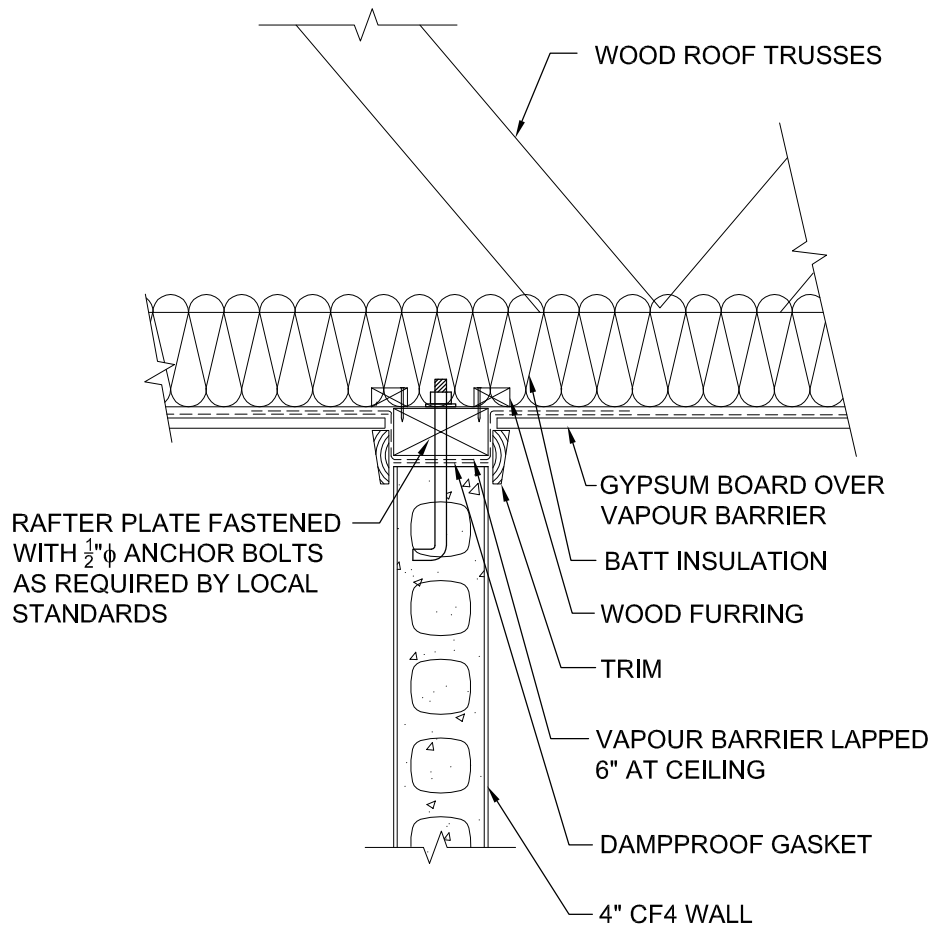 WOOD ROOF TRUSSES
GYPSUM BOARD OVER
VAPOUR BARRIER
RAFTER PLATE FASTENED
WITH 1/2"ϕ ANCHOR BOLTS
AS REQUIRED BY LOCAL
STANDARDS
BATT INSULATION
WOOD FURRING
TRIM
VAPOUR BARRIER LAPPED
6" AT CEILING
DAMPPROOF GASKET
4" CF4 WALL